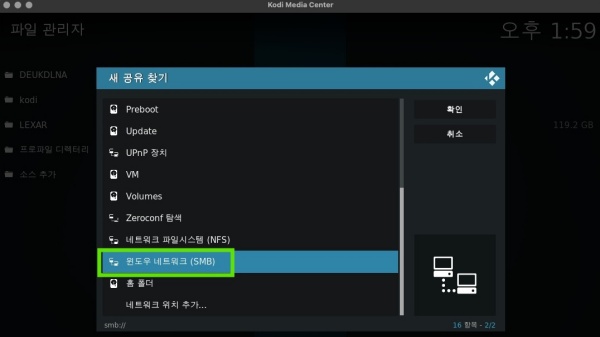 Kodi Media Center
파일 관리자
오후 1:59
새 공유 찾기
DEUKDLNA
kodi
LEXAR
119.2 GB
프로파일 디렉터리
소스 추가
Preboot
Update
UPnP 장치
VM
Volumes
Zeroconf 탐색
네트워크 파일시스템 (NFS)
윈도우 네트워크 (SMB)
홈 폴더
네트워크 위치 추가...
확인
취소
smb://
16 항목 - 2/2